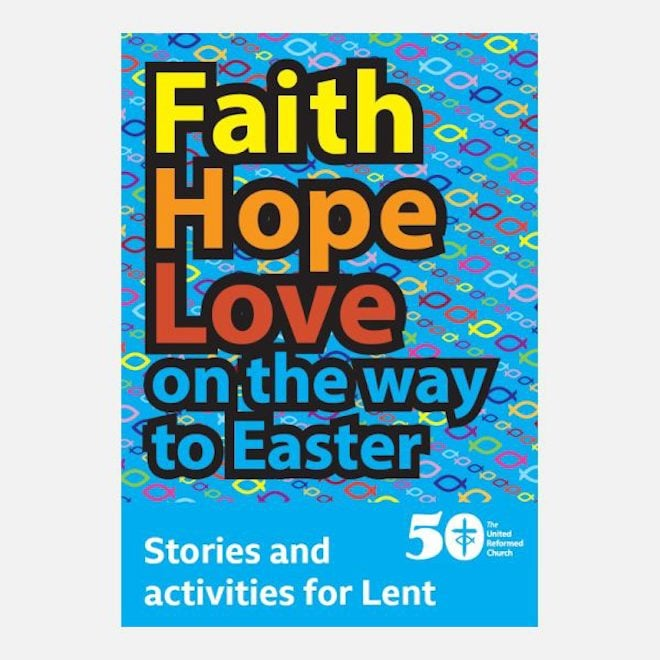 Faith
Hope
Love
on the way
to Easter
50
The
United
Reformed
Church
Stories and
activities for Lent